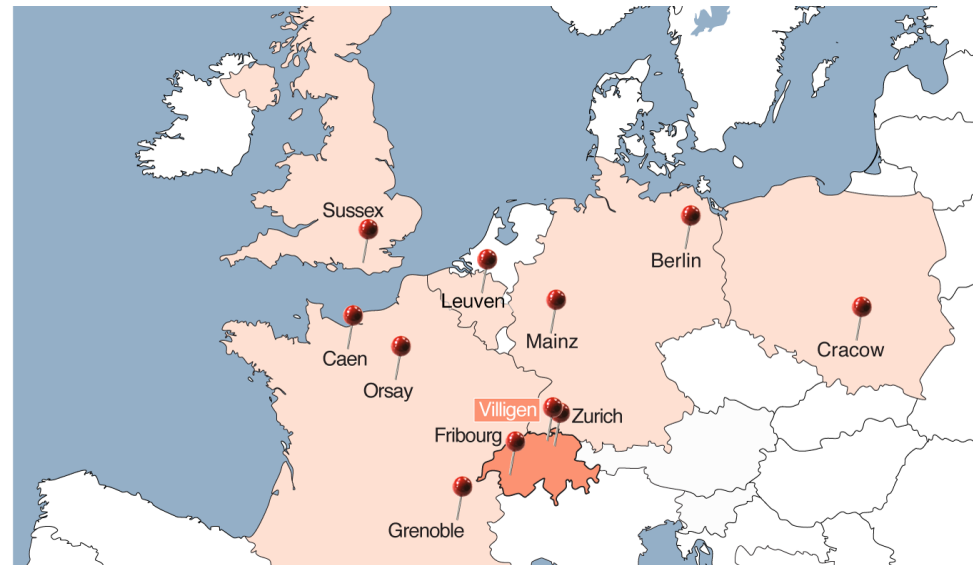 Sussex
Berlin
Leuven
Mainz
Caen
Cracow
Orsay
Villigen
Zurich
Fribourg
Grenoble